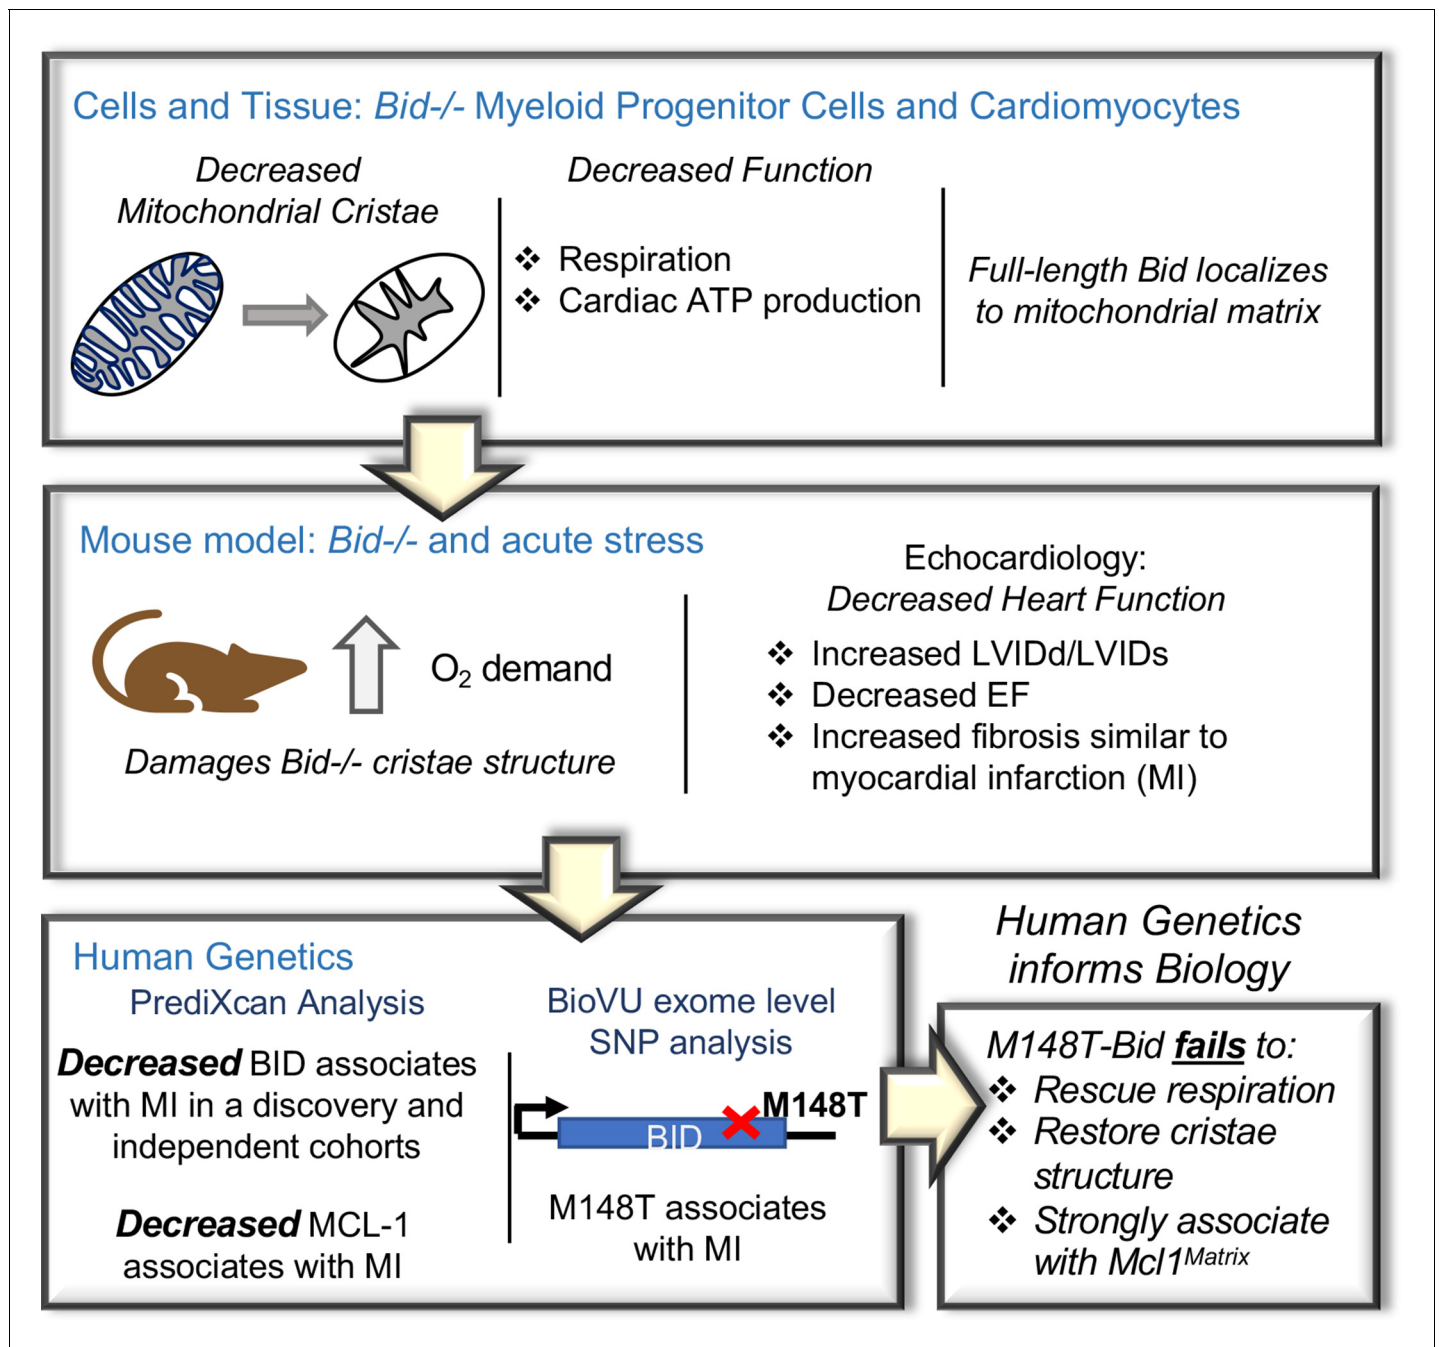 Cells and Tissue: Bid-/- Myeloid Progenitor Cells and Cardiomyocytes
Decreased
Mitochondrial Cristae
Decreased Function
❖ Respiration
❖ Cardiac ATP production
Full-length Bid localizes
to mitochondrial matrix
Mouse model: Bid-/- and acute stress
O2 demand
Damages Bid-/- cristae structure
Echocardiology:
Decreased Heart Function
❖ Increased LVIDd/LVIDs
❖ Decreased EF
❖ Increased fibrosis similar to
myocardial infarction (MI)
Human Genetics
PrediXcan Analysis
Decreased BID associates
with MI in a discovery and
independent cohorts
Decreased MCL-1
associates with MI
BioVU exome level
SNP analysis
M148T
BID
M148T associates
with MI
Human Genetics
informs Biology
M148T-Bid fails to:
❖ Rescue respiration
❖ Restore cristae
structure
❖ Strongly associate
with Mcl1Matrix